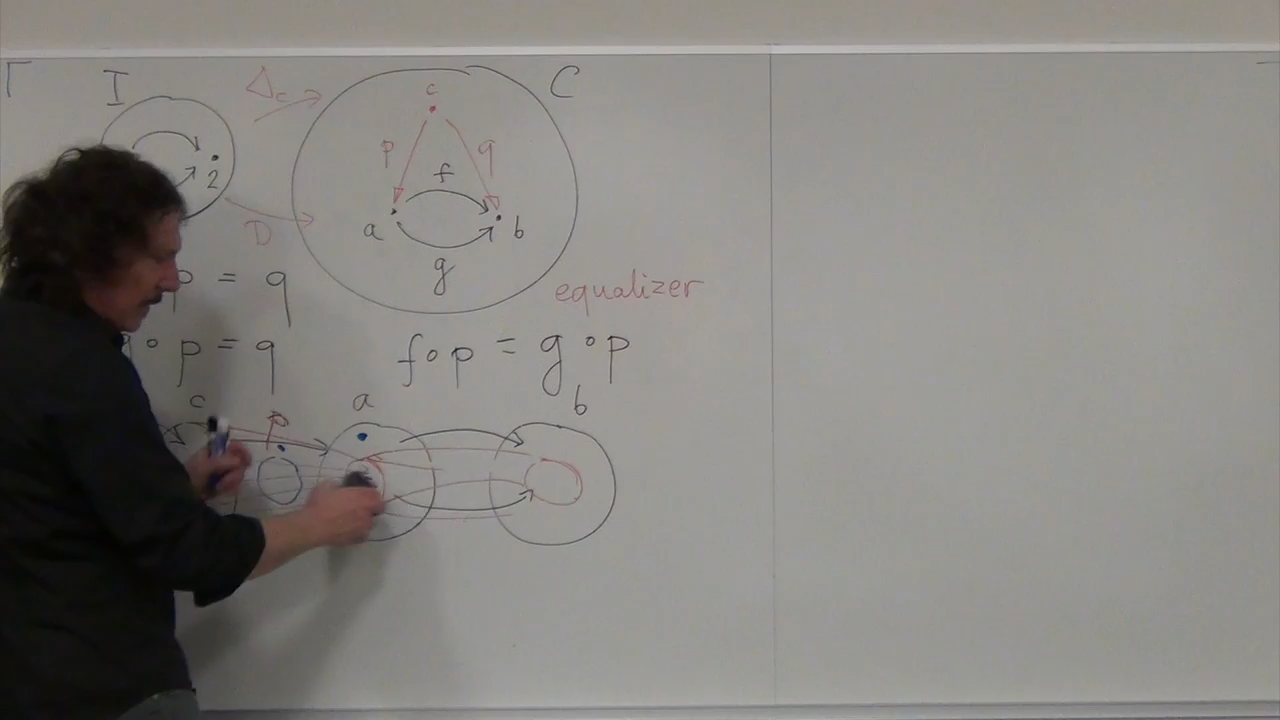 Γ I Δc C
c
p q
f
2
a b
D
g
p = q
equalizer
g ∘ p = q f ∘ p = g ∘ p
c a b
p